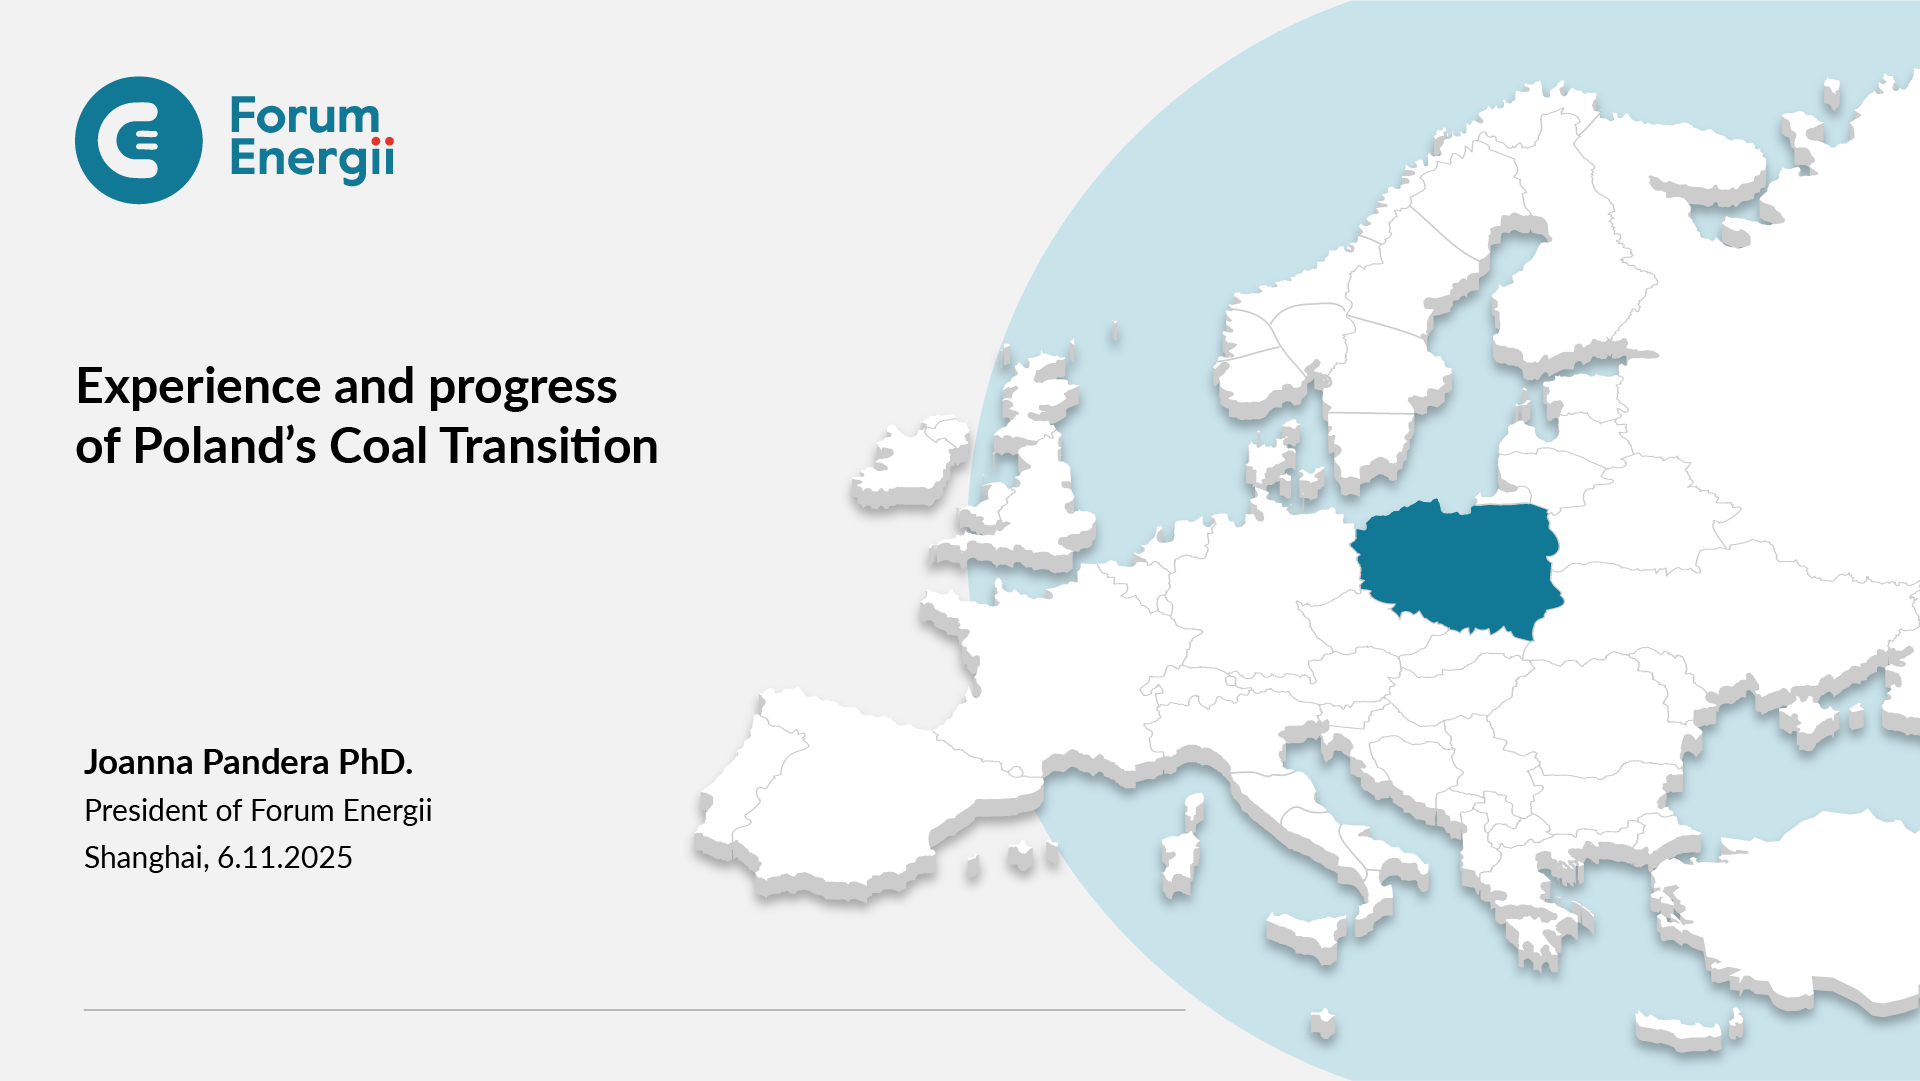 Forum
Energii
Experience and progress
of Poland's Coal Transition
Joanna Pandera PhD.
President of Forum Energii
Shanghai, 6.11.2025